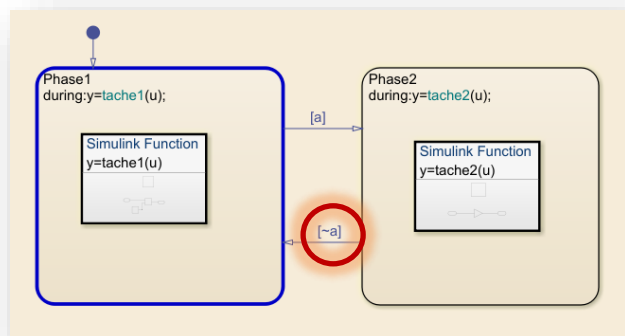 Phase1
during:y=tache1(u);
Simulink Function
y=tache1(u)
[a]
[~a]
Phase2
during:y=tache2(u);
Simulink Function
y=tache2(u)